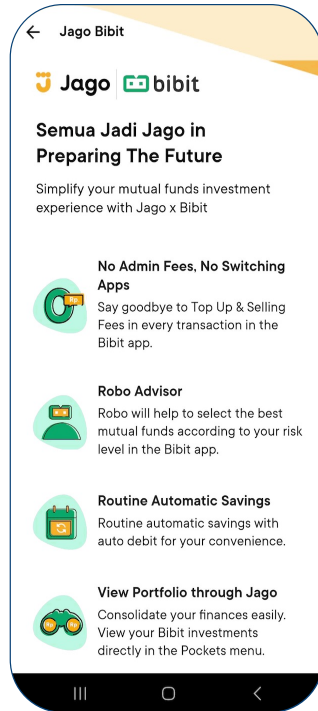 Jago Bibit
Jago bibit
Semua Jadi Jago in
Preparing The Future
Simplify your mutual funds investment
experience with Jago x Bibit
No Admin Fees, No Switching
Apps
Rp
Say goodbye to Top Up & Selling
Fees in every transaction in the
Bibit app.
Robo Advisor
Robo will help to select the best
mutual funds according to your risk
level in the Bibit app.
Routine Automatic Savings
Routine automatic savings with
auto debit for your convenience.
View Portfolio through Jago
Consolidate your finances easily.
Rp Rp
View your Bibit investments
directly in the Pockets menu.